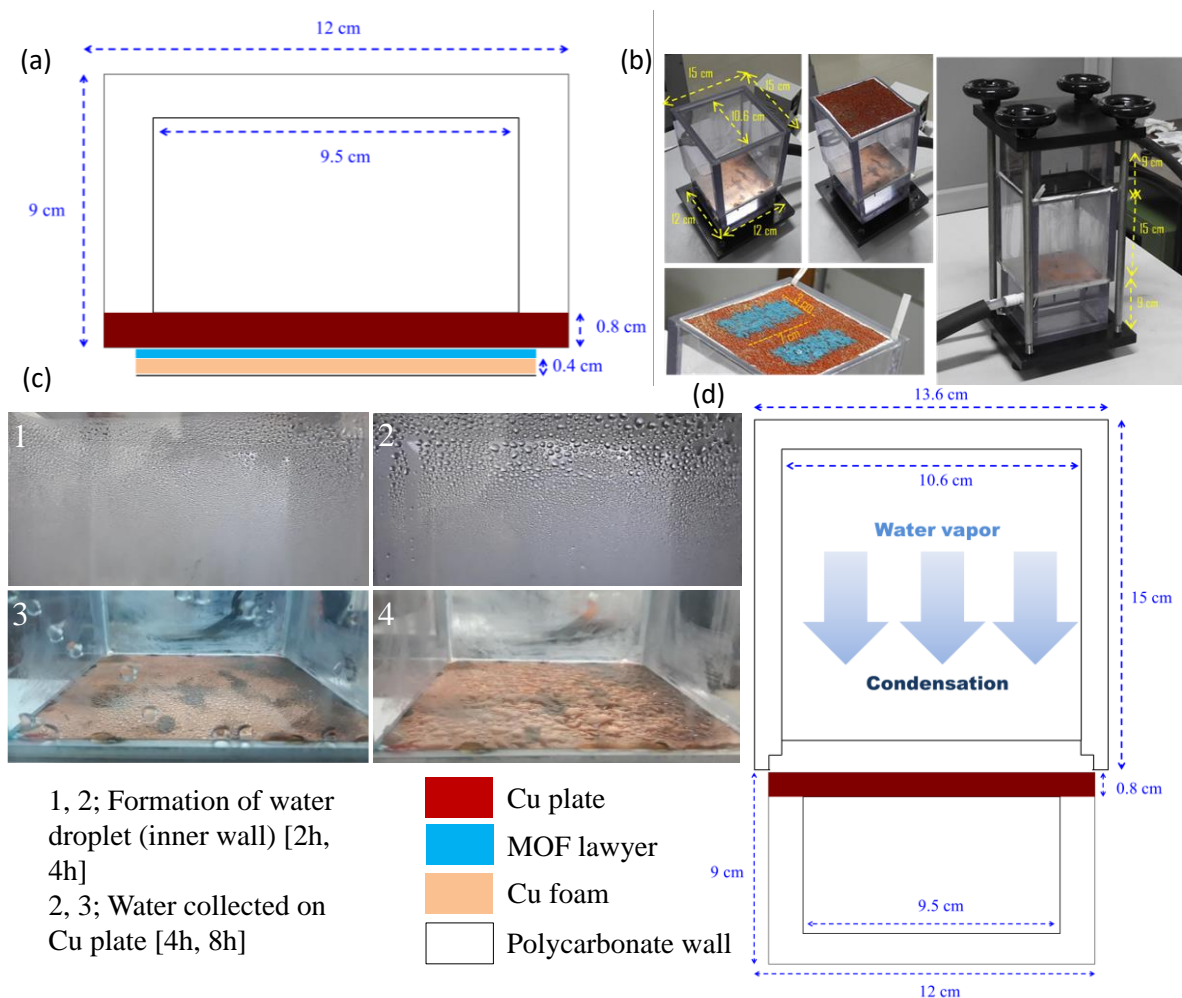 (a)
12 cm
9.5 cm
9 cm
0.8 cm
0.4 cm
(b)
15 cm
15 cm
10.6 cm
12 cm
12 cm
3 cm
7 cm
9 cm
15 cm
9 cm
(c)
1
2
3
4
1, 2; Formation of water
droplet (inner wall) [2h,
4h]
2, 3; Water collected on
Cu plate [4h, 8h]
Cu plate
MOF lawyer
Cu foam
Polycarbonate wall
(d)
13.6 cm
10.6 cm
Water vapor
15 cm
Condensation
0.8 cm
9 cm
9.5 cm
12 cm